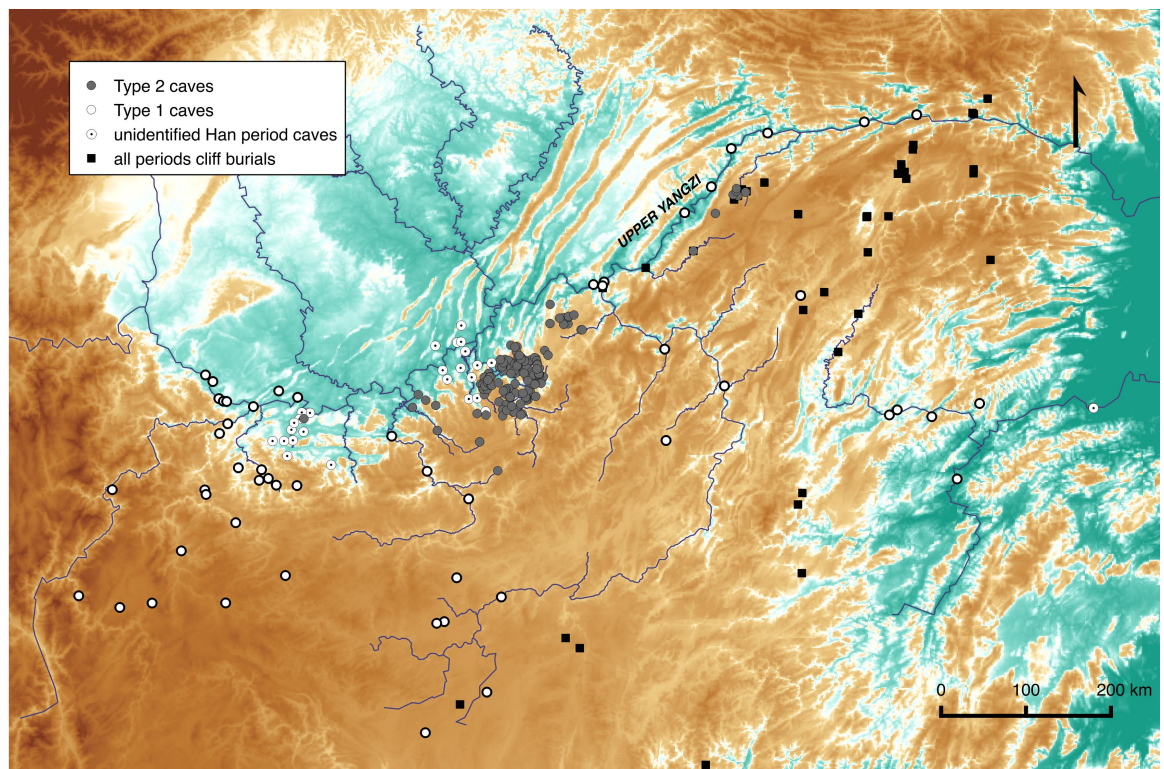 Type 2 caves
Type 1 caves
unidentified Han period caves
all periods cliff burials
UPPER YANGZI
0 100 200 km